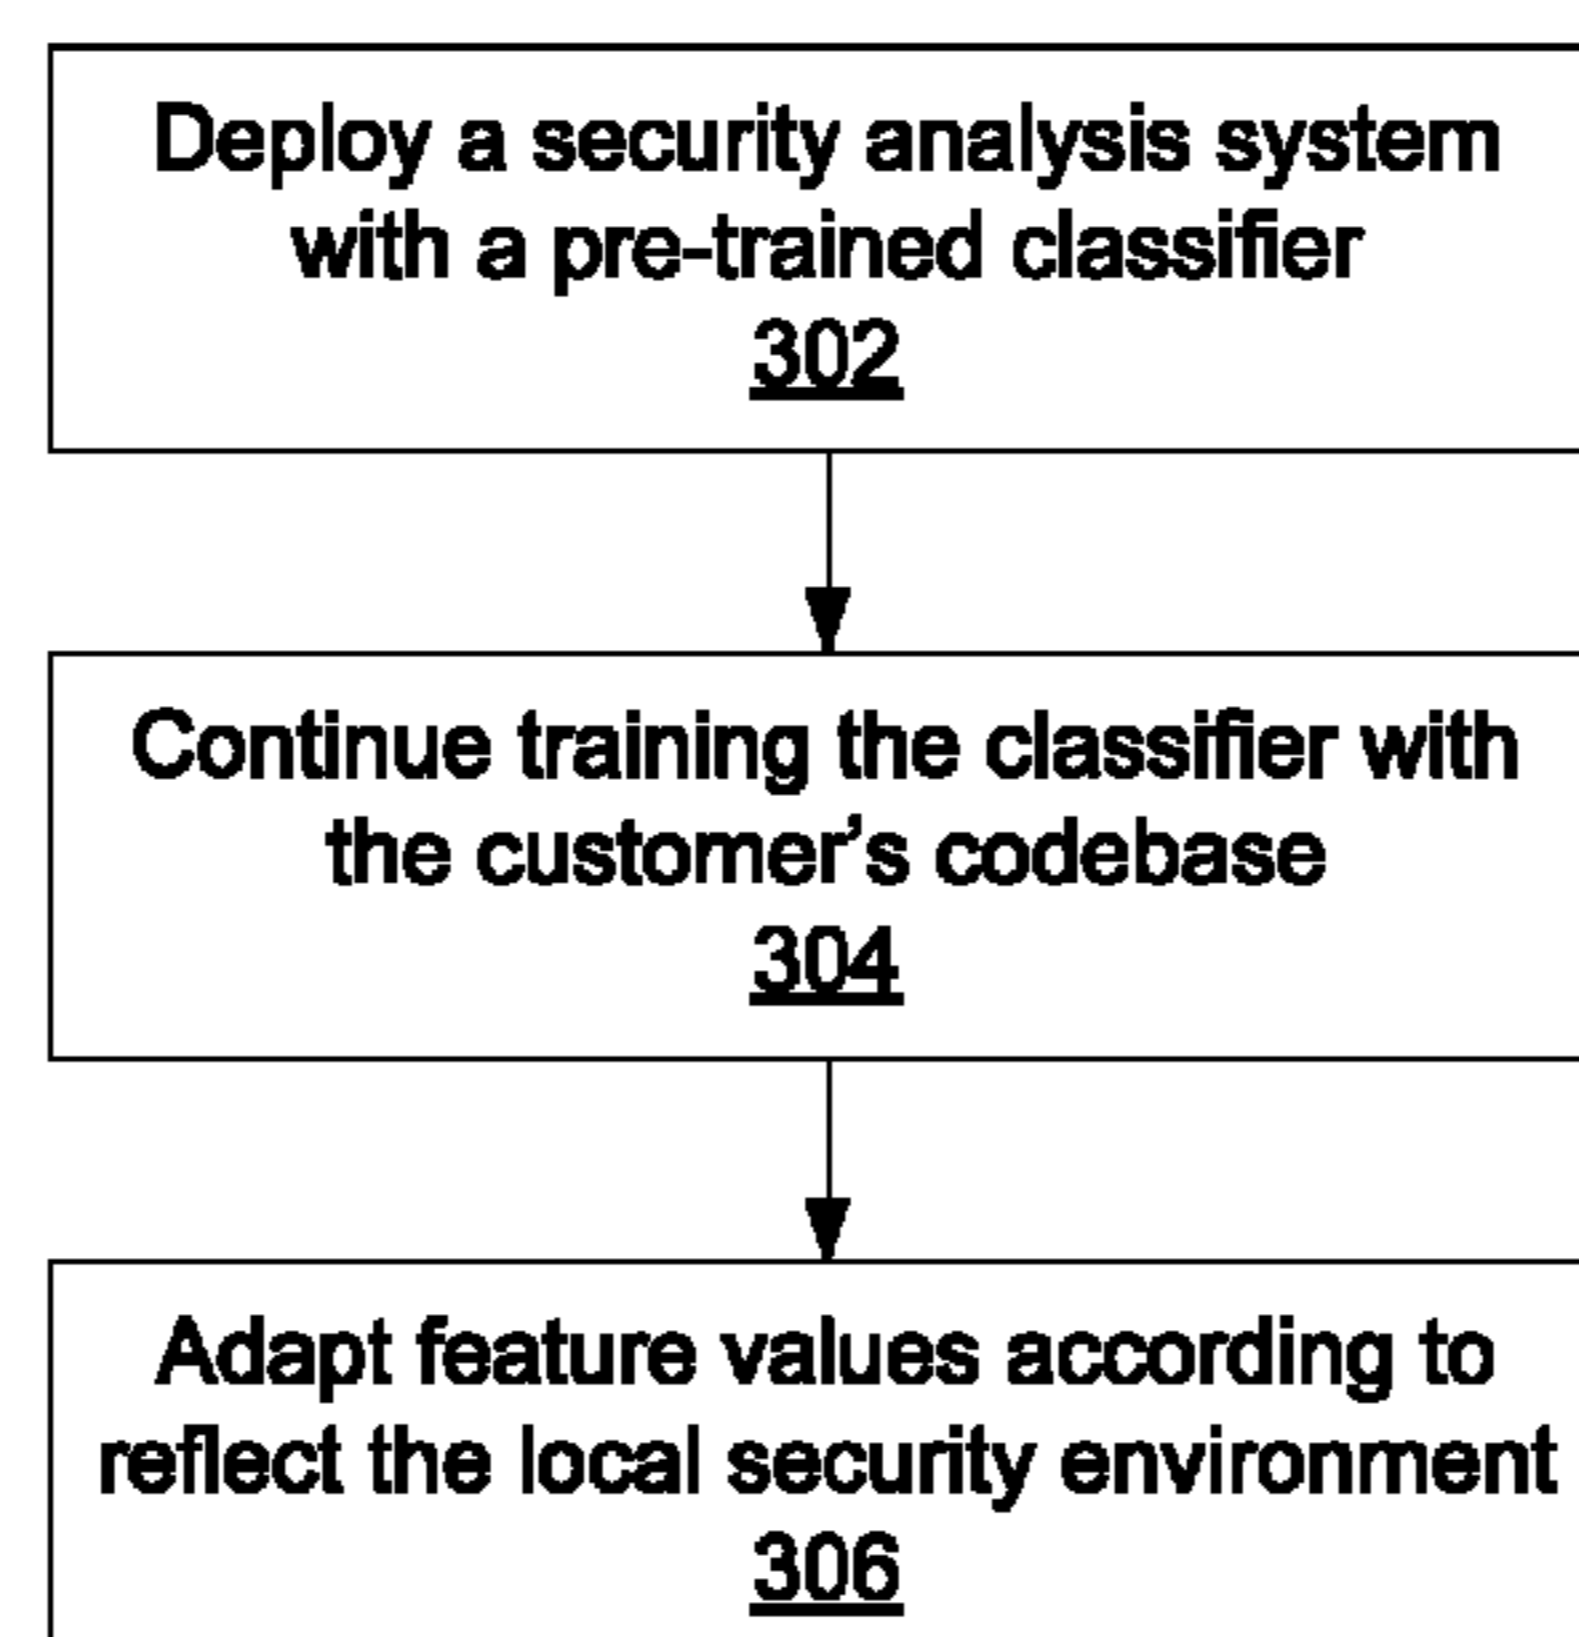 Deploy a security analysis system
with a pre-trained classifier
302
Continue training the classifier with
the customer’s codebase
304
Adapt feature values according to
reflect the local security environment
306